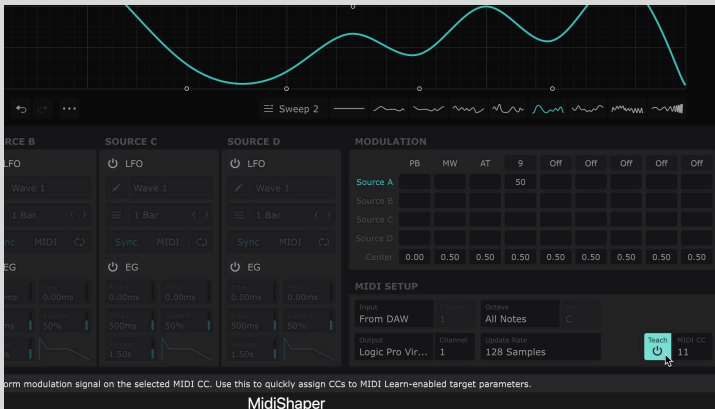 Sweep 2
RCE B
SOURCE C
SOURCE D
MODULATION
LFO
LFO
LFO
PB MW AT 9 Off Off Off Off Off
Wave 1
Wave 1
Wave 1
Source A 50
Source B
1 Bar
1 Bar
1 Bar
Source C
Source D
nc MIDI
Sync MIDI
Sync MIDI
Center 0.00 0.50 0.50 0.50 0.50 0.50 0.50 0.50 0.50
EG
EG
EG
MIDI SETUP
0ms 0.00ms
0.00ms 0.00ms
0.00ms 0.00ms
Input Channel Octave
From DAW 1 All Notes C
ms 50%
500ms 50%
500ms 50%
Output Channel Update Rate
Logic Pro Vir... 1 128 Samples
Teach MIDI CC
11
1.50s
1.50s
orm modulation signal on the selected MIDI CC. Use this to quickly assign CCs to MIDI Learn-enabled target parameters.
MidiShaper